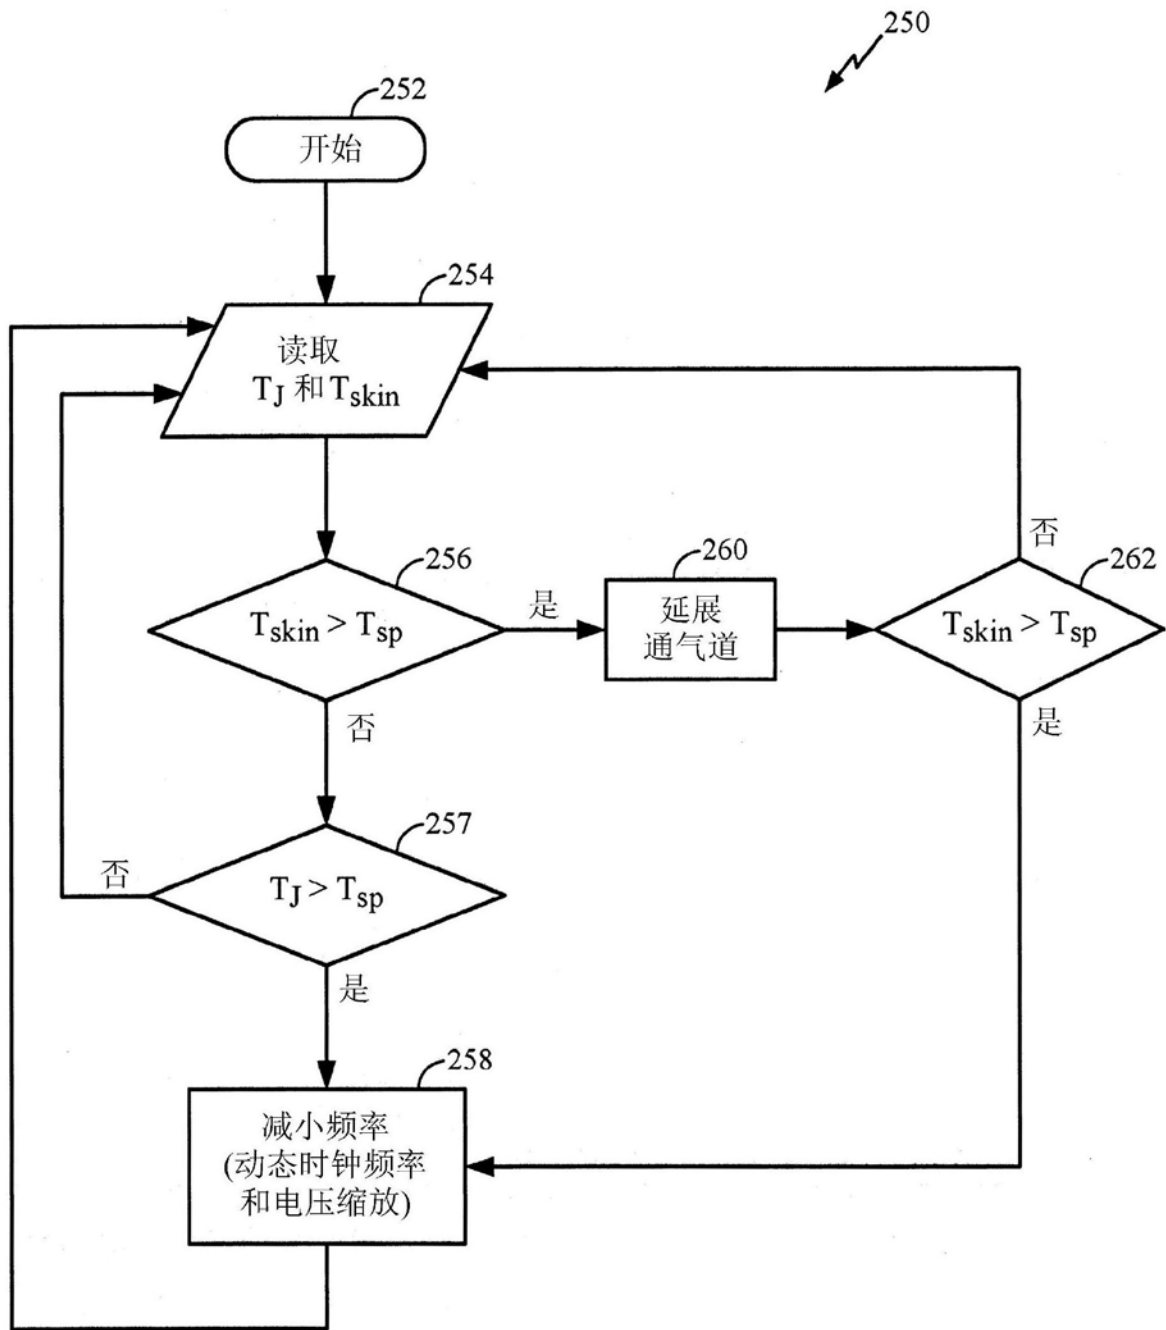 250
252
开始
254
读取
TJ 和 Tskin
否
256
260
262
Tskin > Tsp
是
延展
通气道
Tskin > Tsp
否
是
257
否
TJ > Tsp
是
258
减小频率
(动态时钟频率
和电压缩放)